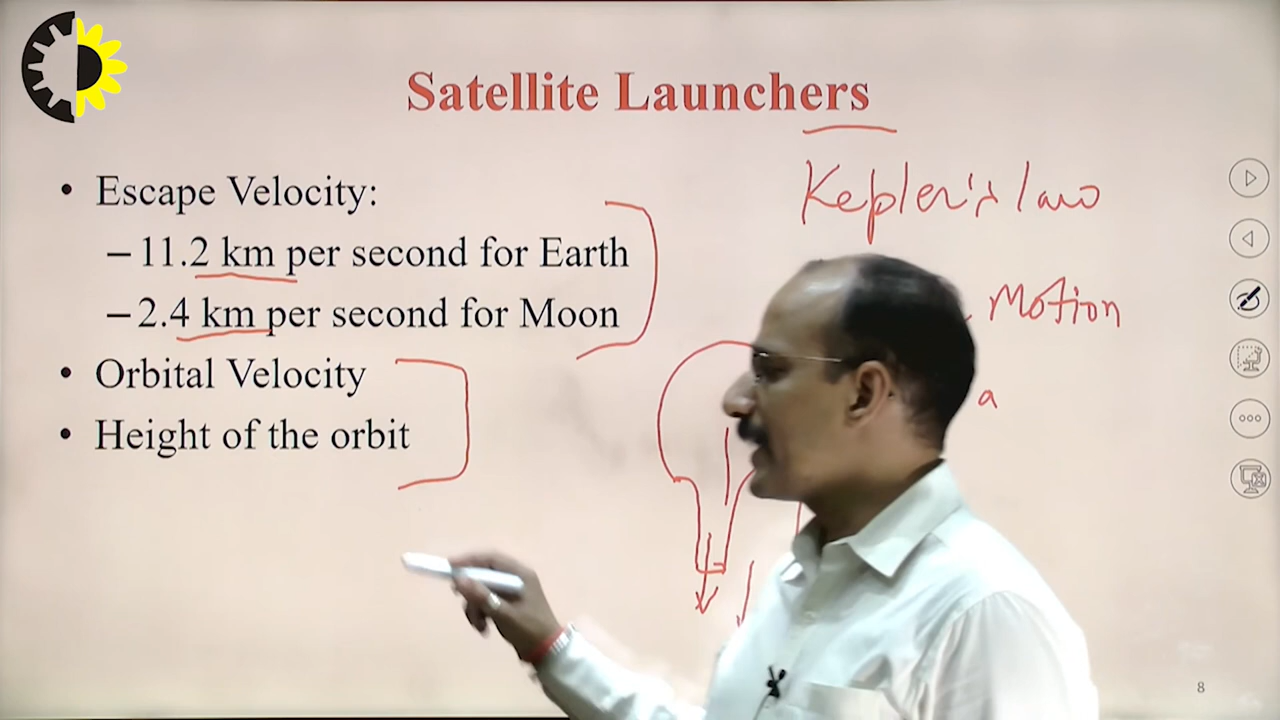 Satellite Launchers
• Escape Velocity:
– 11.2 km per second for Earth
– 2.4 km per second for Moon
• Orbital Velocity
• Height of the orbit
Kepler's law
Motion
a
8